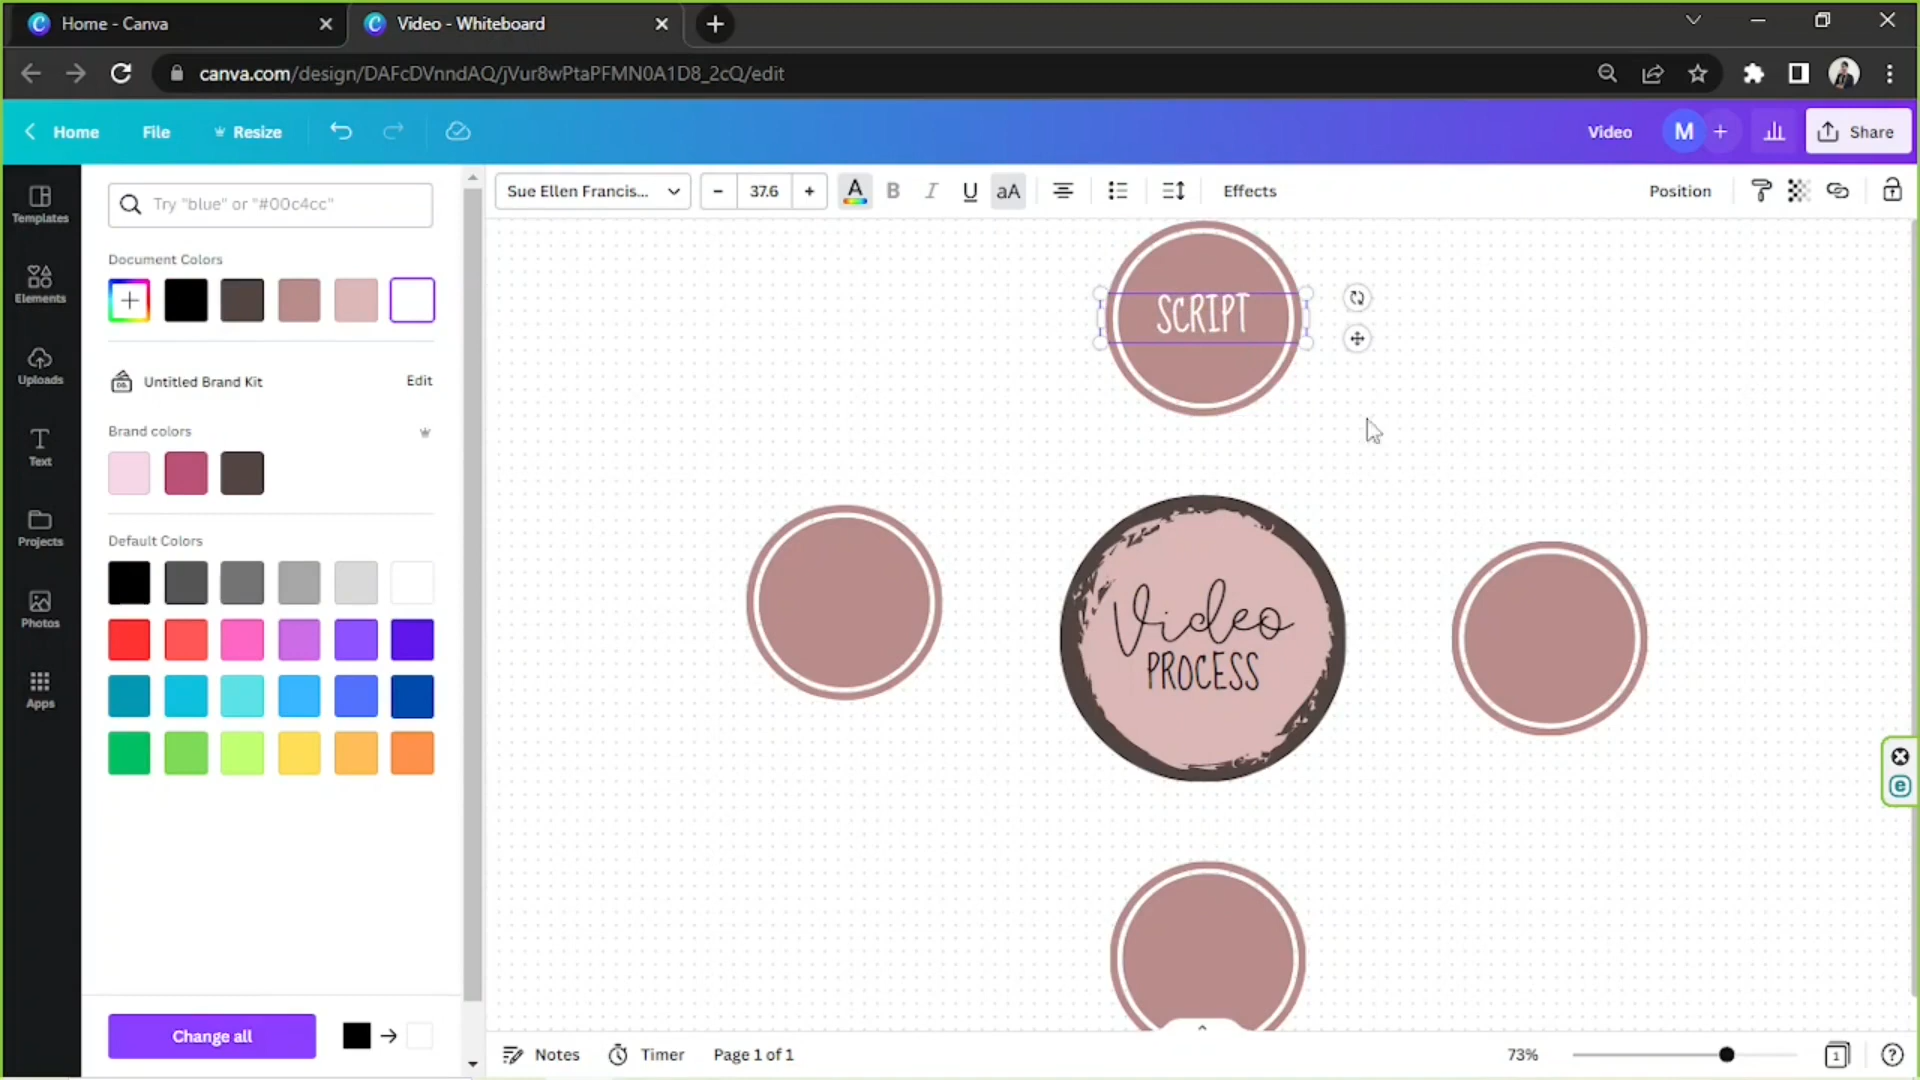 Home - Canva
Video - Whiteboard
canva.com/design/DAFcDVnndAQ/jVur8wPtaPFMN0A1D8_2cQ/edit
Home
File
Resize
Video
M
Share
Templates
Elements
Uploads
Text
Projects
Photos
Apps
Try "blue" or "#00c4cc"
Document Colors
Untitled Brand Kit
Edit
Brand colors
Default Colors
Change all
Sue Ellen Francis...
37.6
A
B
I
U
aA
Effects
Position
SCRIPT
Video
PROCESS
Notes
Timer
Page 1 of 1
73%
1